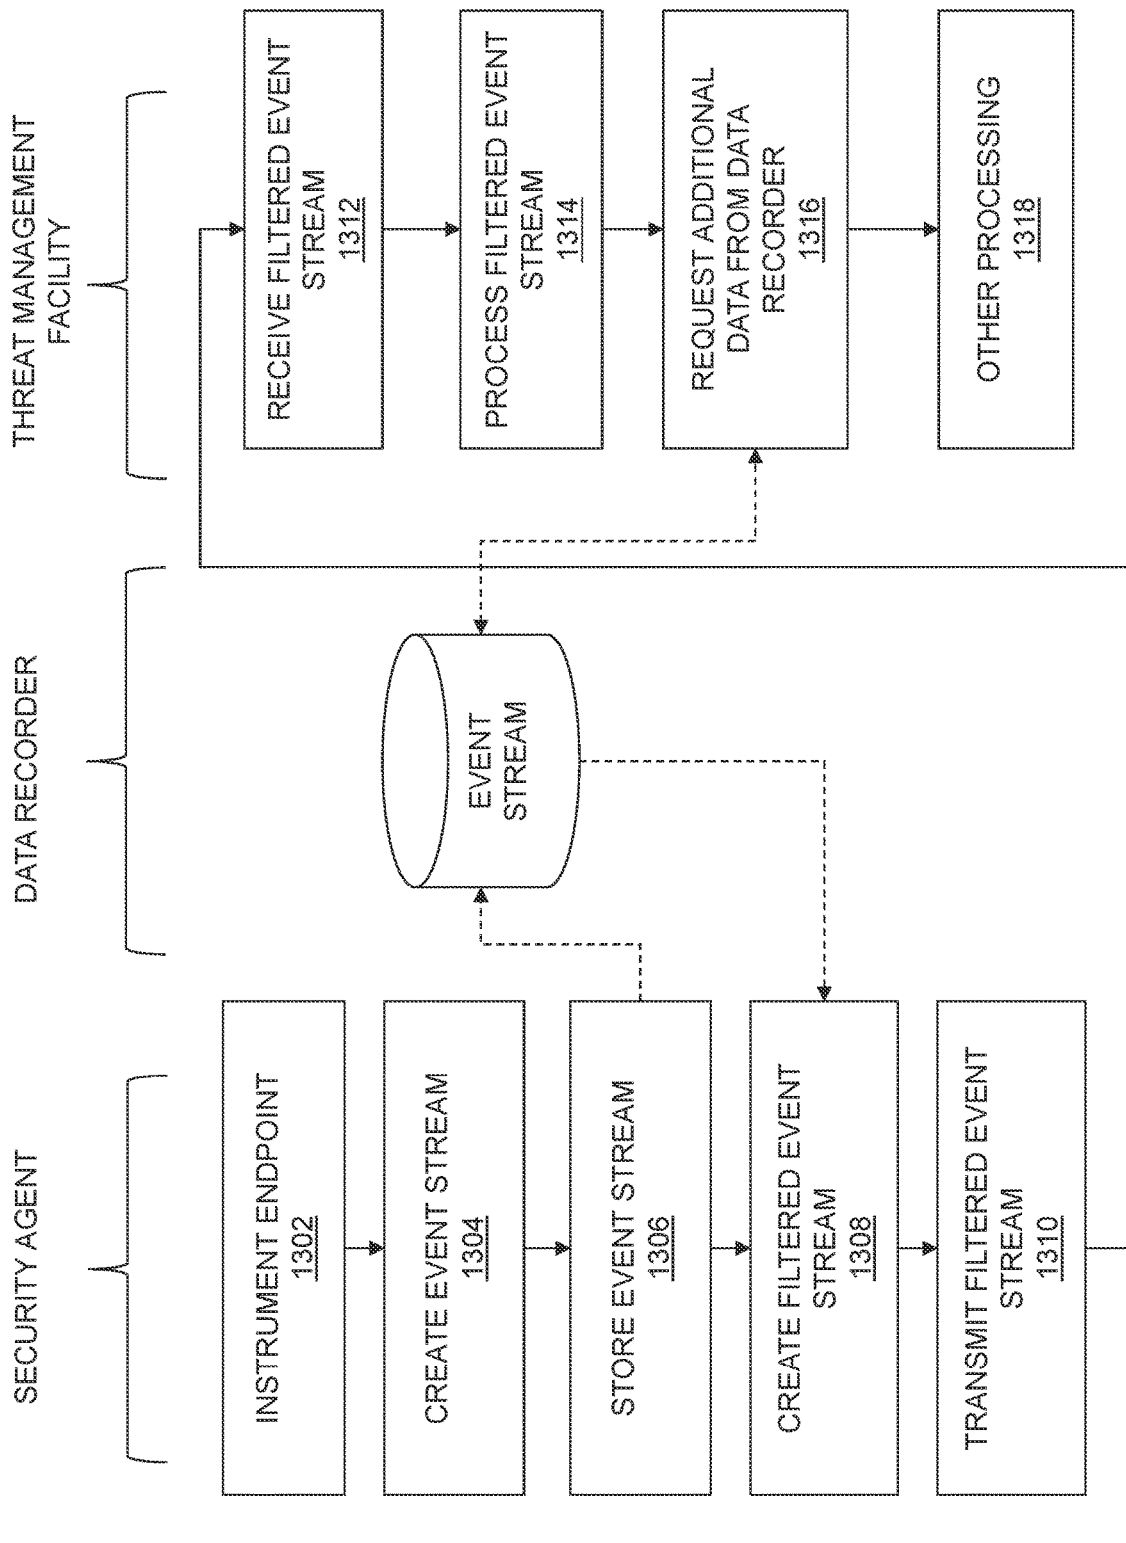 SECURITY AGENT
INSTRUMENT ENDPOINT
1302
CREATE EVENT STREAM
1304
STORE EVENT STREAM
1306
CREATE FILTERED EVENT
STREAM
1308
TRANSMIT FILTERED EVENT
STREAM
1310
DATA RECORDER
EVENT
STREAM
THREAT MANAGEMENT
FACILITY
RECEIVE FILTERED EVENT
STREAM
1312
PROCESS FILTERED EVENT
STREAM
1314
REQUEST ADDITIONAL
DATA FROM DATA
RECORDER
1316
OTHER PROCESSING
1318